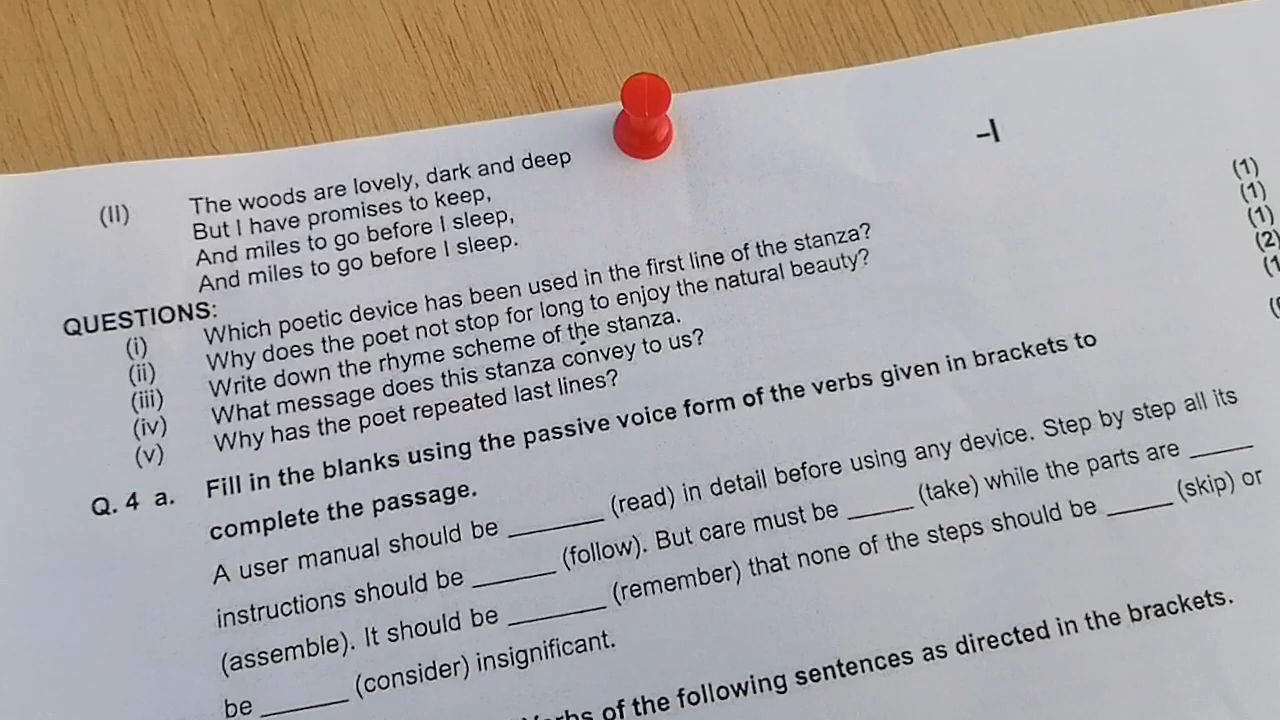 -I
(II) The woods are lovely, dark and deep
But I have promises to keep,
And miles to go before I sleep,
And miles to go before I sleep.
QUESTIONS:
(i) Which poetic device has been used in the first line of the stanza? (1)
(ii) Why does the poet not stop for long to enjoy the natural beauty? (1)
(iii) Write down the rhyme scheme of the stanza. (1)
(iv) What message does this stanza convey to us? (2)
(v) Why has the poet repeated last lines? (1
Q. 4 a. Fill in the blanks using the passive voice form of the verbs given in brackets to
complete the passage.
A user manual should be ______ (read) in detail before using any device. Step by step all its
instructions should be ______ (follow). But care must be ______ (take) while the parts are ______
(assemble). It should be ______ (remember) that none of the steps should be ______ (skip) or
be ______ (consider) insignificant.
of the following sentences as directed in the brackets.